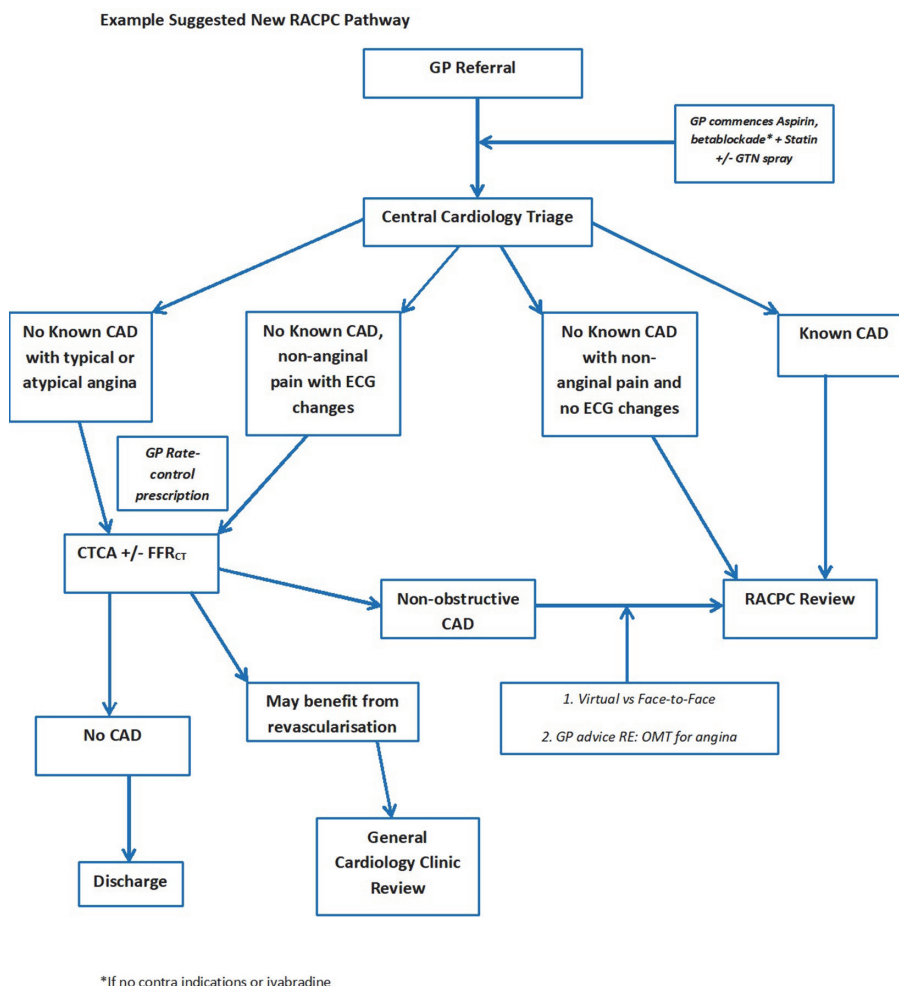 Example Suggested New RACPC Pathway
GP Referral
GP commences Aspirin,
betablockade* + Statin
+/- GTN spray
Central Cardiology Triage
No Known CAD
with typical or
atypical angina
No Known CAD,
non-anginal
pain with ECG
changes
No Known CAD
with non-
anginal pain and
no ECG changes
Known CAD
GP Rate-
control
prescription
CTCA +/- FFRCT
Non-obstructive
CAD
RACPC Review
May benefit from
revascularisation
1. Virtual vs Face-to-Face
2. GP advice RE: OMT for angina
No CAD
General
Cardiology Clinic
Review
Discharge
*If no contra indications or ivabradine